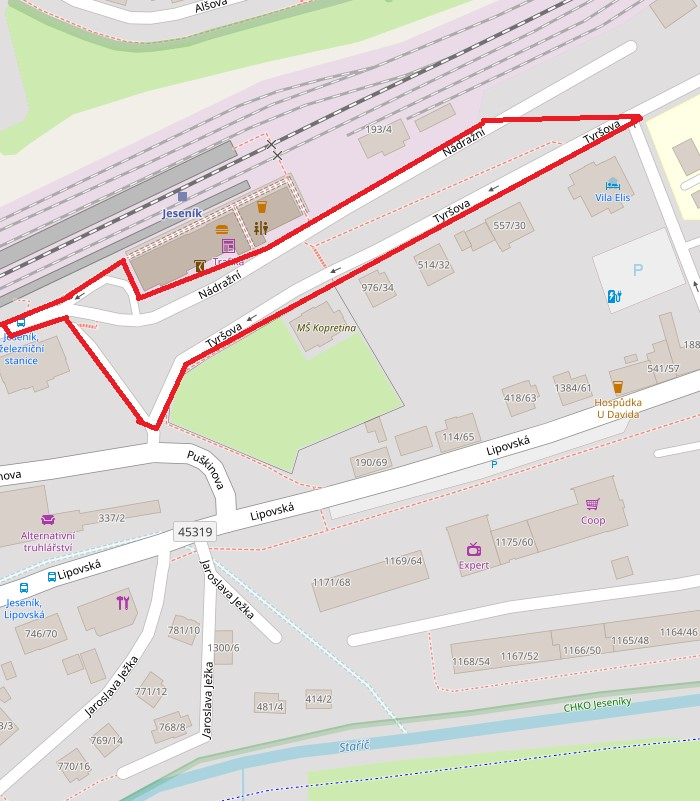 Alšova
193/4
Nádražní
Tyršova
Jeseník
Vila Elis
Tyršova
557/30
Trafika
514/32
P
Nádražní
976/34
Jeseník,
železniční
stanice
Tyršova
MŠ Kopretina
541/57
188
1384/61
418/63
Hospůdka
U Davida
114/65
Lipovská
190/69
P
Puškinova
nova
Lipovská
337/2
45319
Coop
Alternativní
truhlářství
1175/60
Expert
1169/64
Lipovská
1171/68
Jaroslava Ježka
Jeseník,
Lipovská
746/70
781/10
1300/6
1164/46
1165/48
1166/50
1167/52
1168/54
Jaroslava Ježka
771/12
Jaroslava Ježka
481/4
414/2
CHKO Jeseníky
3/3
768/8
769/14
Staříč
770/16